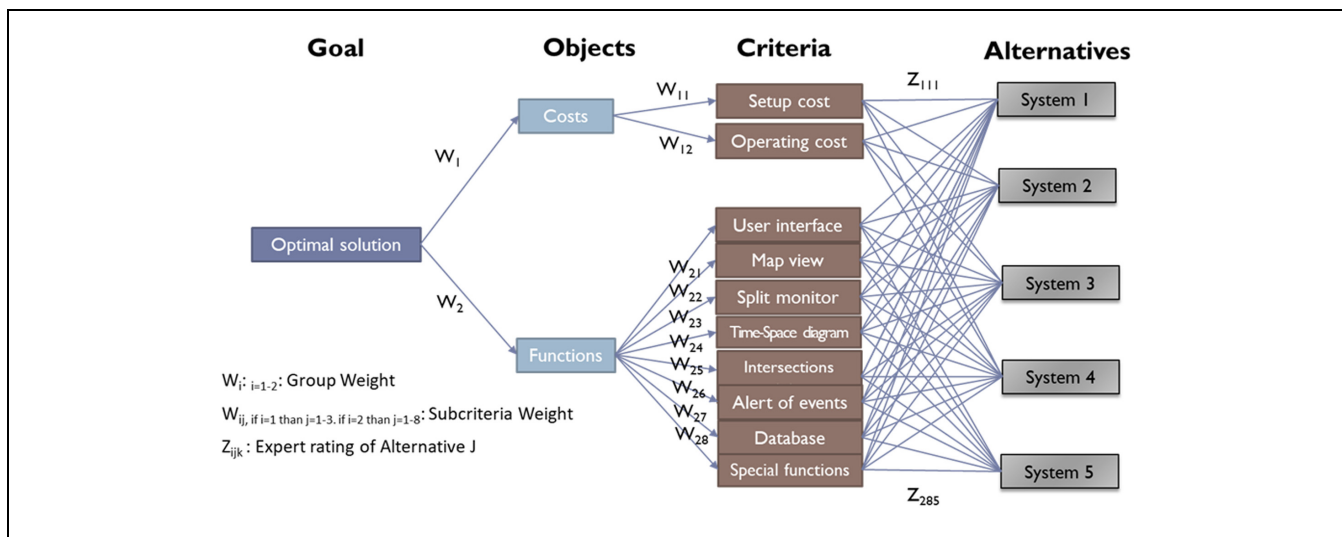 Goal
Objects
Criteria
Alternatives
Optimal solution
W₁
W₂
Costs
Functions
W₁₁
W₁₂
W₂₁
W₂₂
W₂₃
W₂₄
W₂₅
W₂₆
W₂₇
W₂₈
Setup cost
Operating cost
User interface
Map view
Split monitor
Time-Space diagram
Intersections
Alert of events
Database
Special functions
Z₁₁₁
Z₂₈₅
System 1
System 2
System 3
System 4
System 5
Wᵢ: i=1-2: Group Weight
Wᵢⱼ, if i=1 than j=1-3. if i=2 than j=1-8: Subcriteria Weight
Zᵢⱼₖ : Expert rating of Alternative J